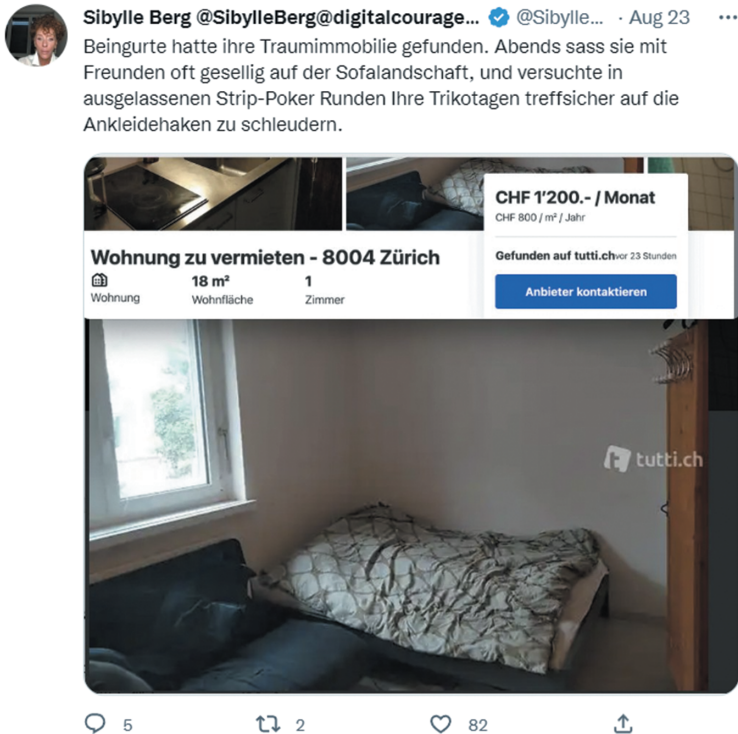 Sibylle Berg @SibylleBerg@digitalcourage... @Sibylle... · Aug 23
Beingurte hatte ihre Traumimmobilie gefunden. Abends sass sie mit
Freunden oft gesellig auf der Sofalandschaft, und versuchte in
ausgelassenen Strip-Poker Runden Ihre Trikotagen treffsicher auf die
Ankleidehaken zu schleudern.
CHF 1'200.- / Monat
CHF 800 / m² / Jahr
Gefunden auf tutti.ch vor 23 Stunden
Anbieter kontaktieren
Wohnung zu vermieten - 8004 Zürich
18 m² 1
Wohnung Wohnfläche Zimmer
tutti.ch
5 2 82